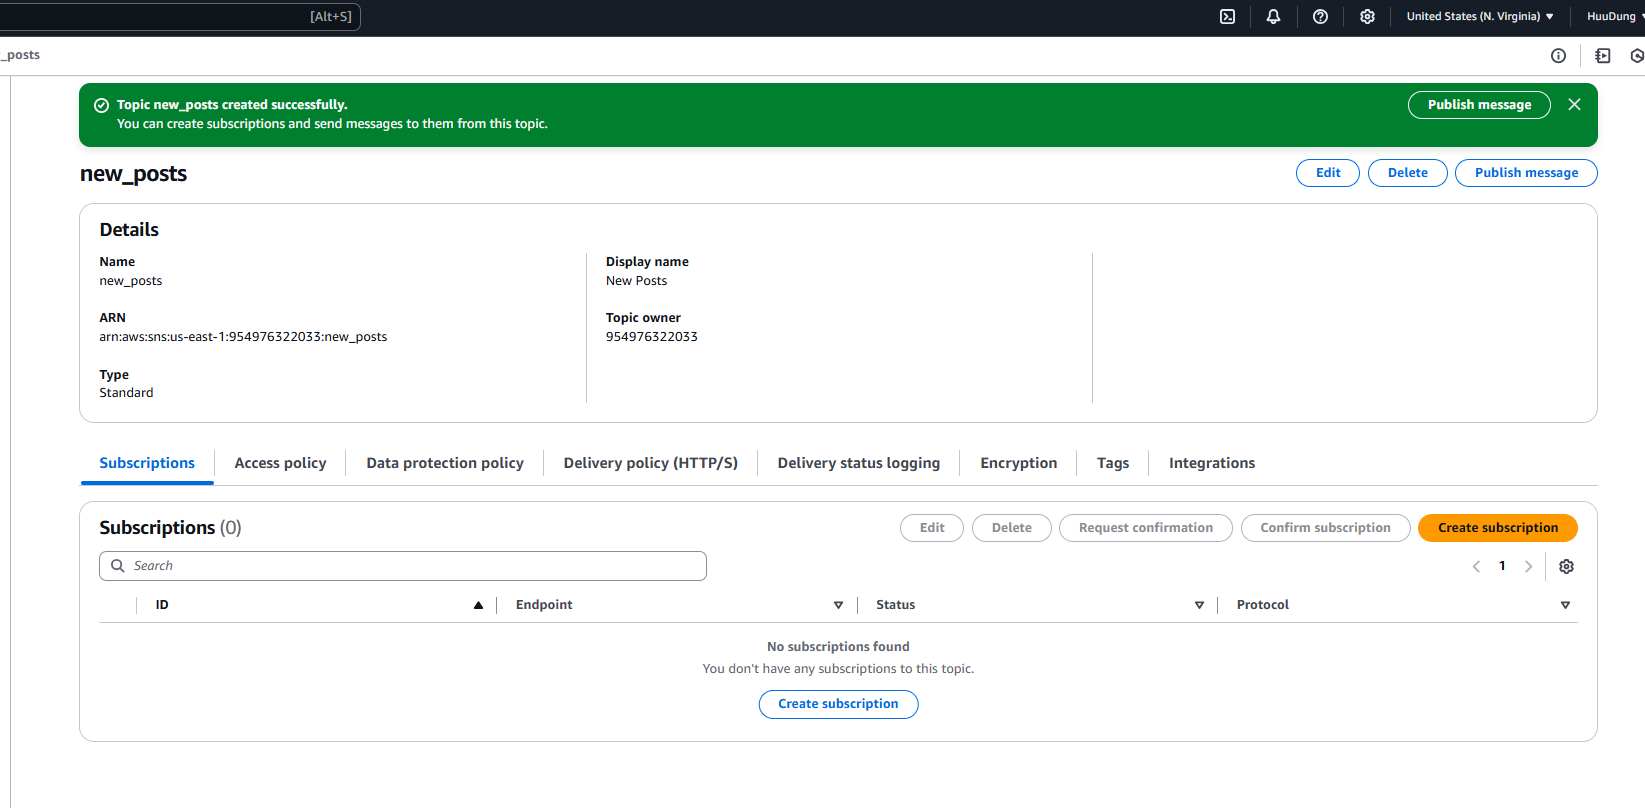 [Alt+S]
United States (N. Virginia)
HuuDung
_posts
Topic new_posts created successfully.
You can create subscriptions and send messages to them from this topic.
Publish message
new_posts
Edit
Delete
Publish message
Details
Name
new_posts
Display name
New Posts
ARN
arn:aws:sns:us-east-1:954976322033:new_posts
Topic owner
954976322033
Type
Standard
Subscriptions
Access policy
Data protection policy
Delivery policy (HTTP/S)
Delivery status logging
Encryption
Tags
Integrations
Subscriptions (0)
Edit
Delete
Request confirmation
Confirm subscription
Create subscription
Search
1
ID
Endpoint
Status
Protocol
No subscriptions found
You don't have any subscriptions to this topic.
Create subscription